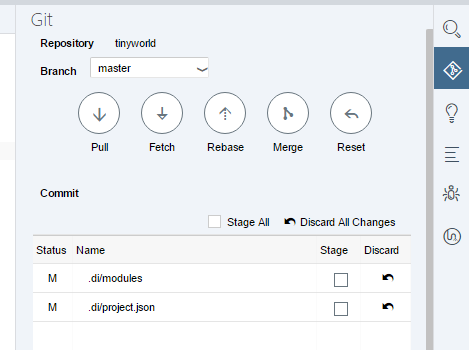 Git
Repository tinyworld
Branch master
Pull Fetch Rebase Merge Reset
Commit
Stage All Discard All Changes
Status Name Stage Discard
M .di/modules
M .di/project.json